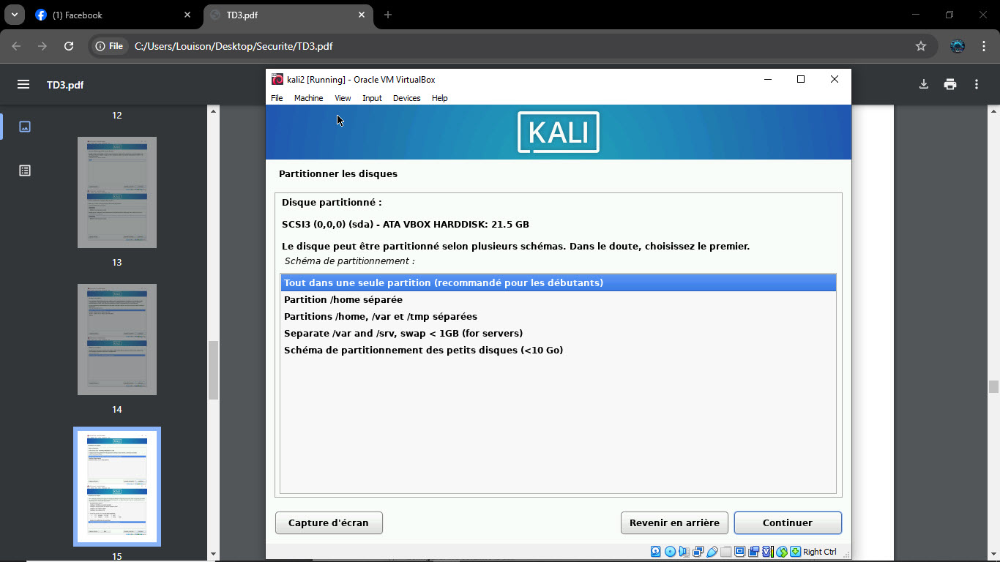 (1) Facebook
TD3.pdf
File
C:/Users/Louison/Desktop/Securite/TD3.pdf
TD3.pdf
12
13
14
15
kali2 [Running] - Oracle VM VirtualBox
File Machine View Input Devices Help
KALI
Partitionner les disques
Disque partitionné :
SCSI3 (0,0,0) (sda) - ATA VBOX HARDDISK: 21.5 GB
Le disque peut être partitionné selon plusieurs schémas. Dans le doute, choisissez le premier.
Schéma de partitionnement :
Tout dans une seule partition (recommandé pour les débutants)
Partition /home séparée
Partitions /home, /var et /tmp séparées
Separate /var and /srv, swap < 1GB (for servers)
Schéma de partitionnement des petits disques (<10 Go)
Capture d'écran
Revenir en arrière
Continuer
Right Ctrl